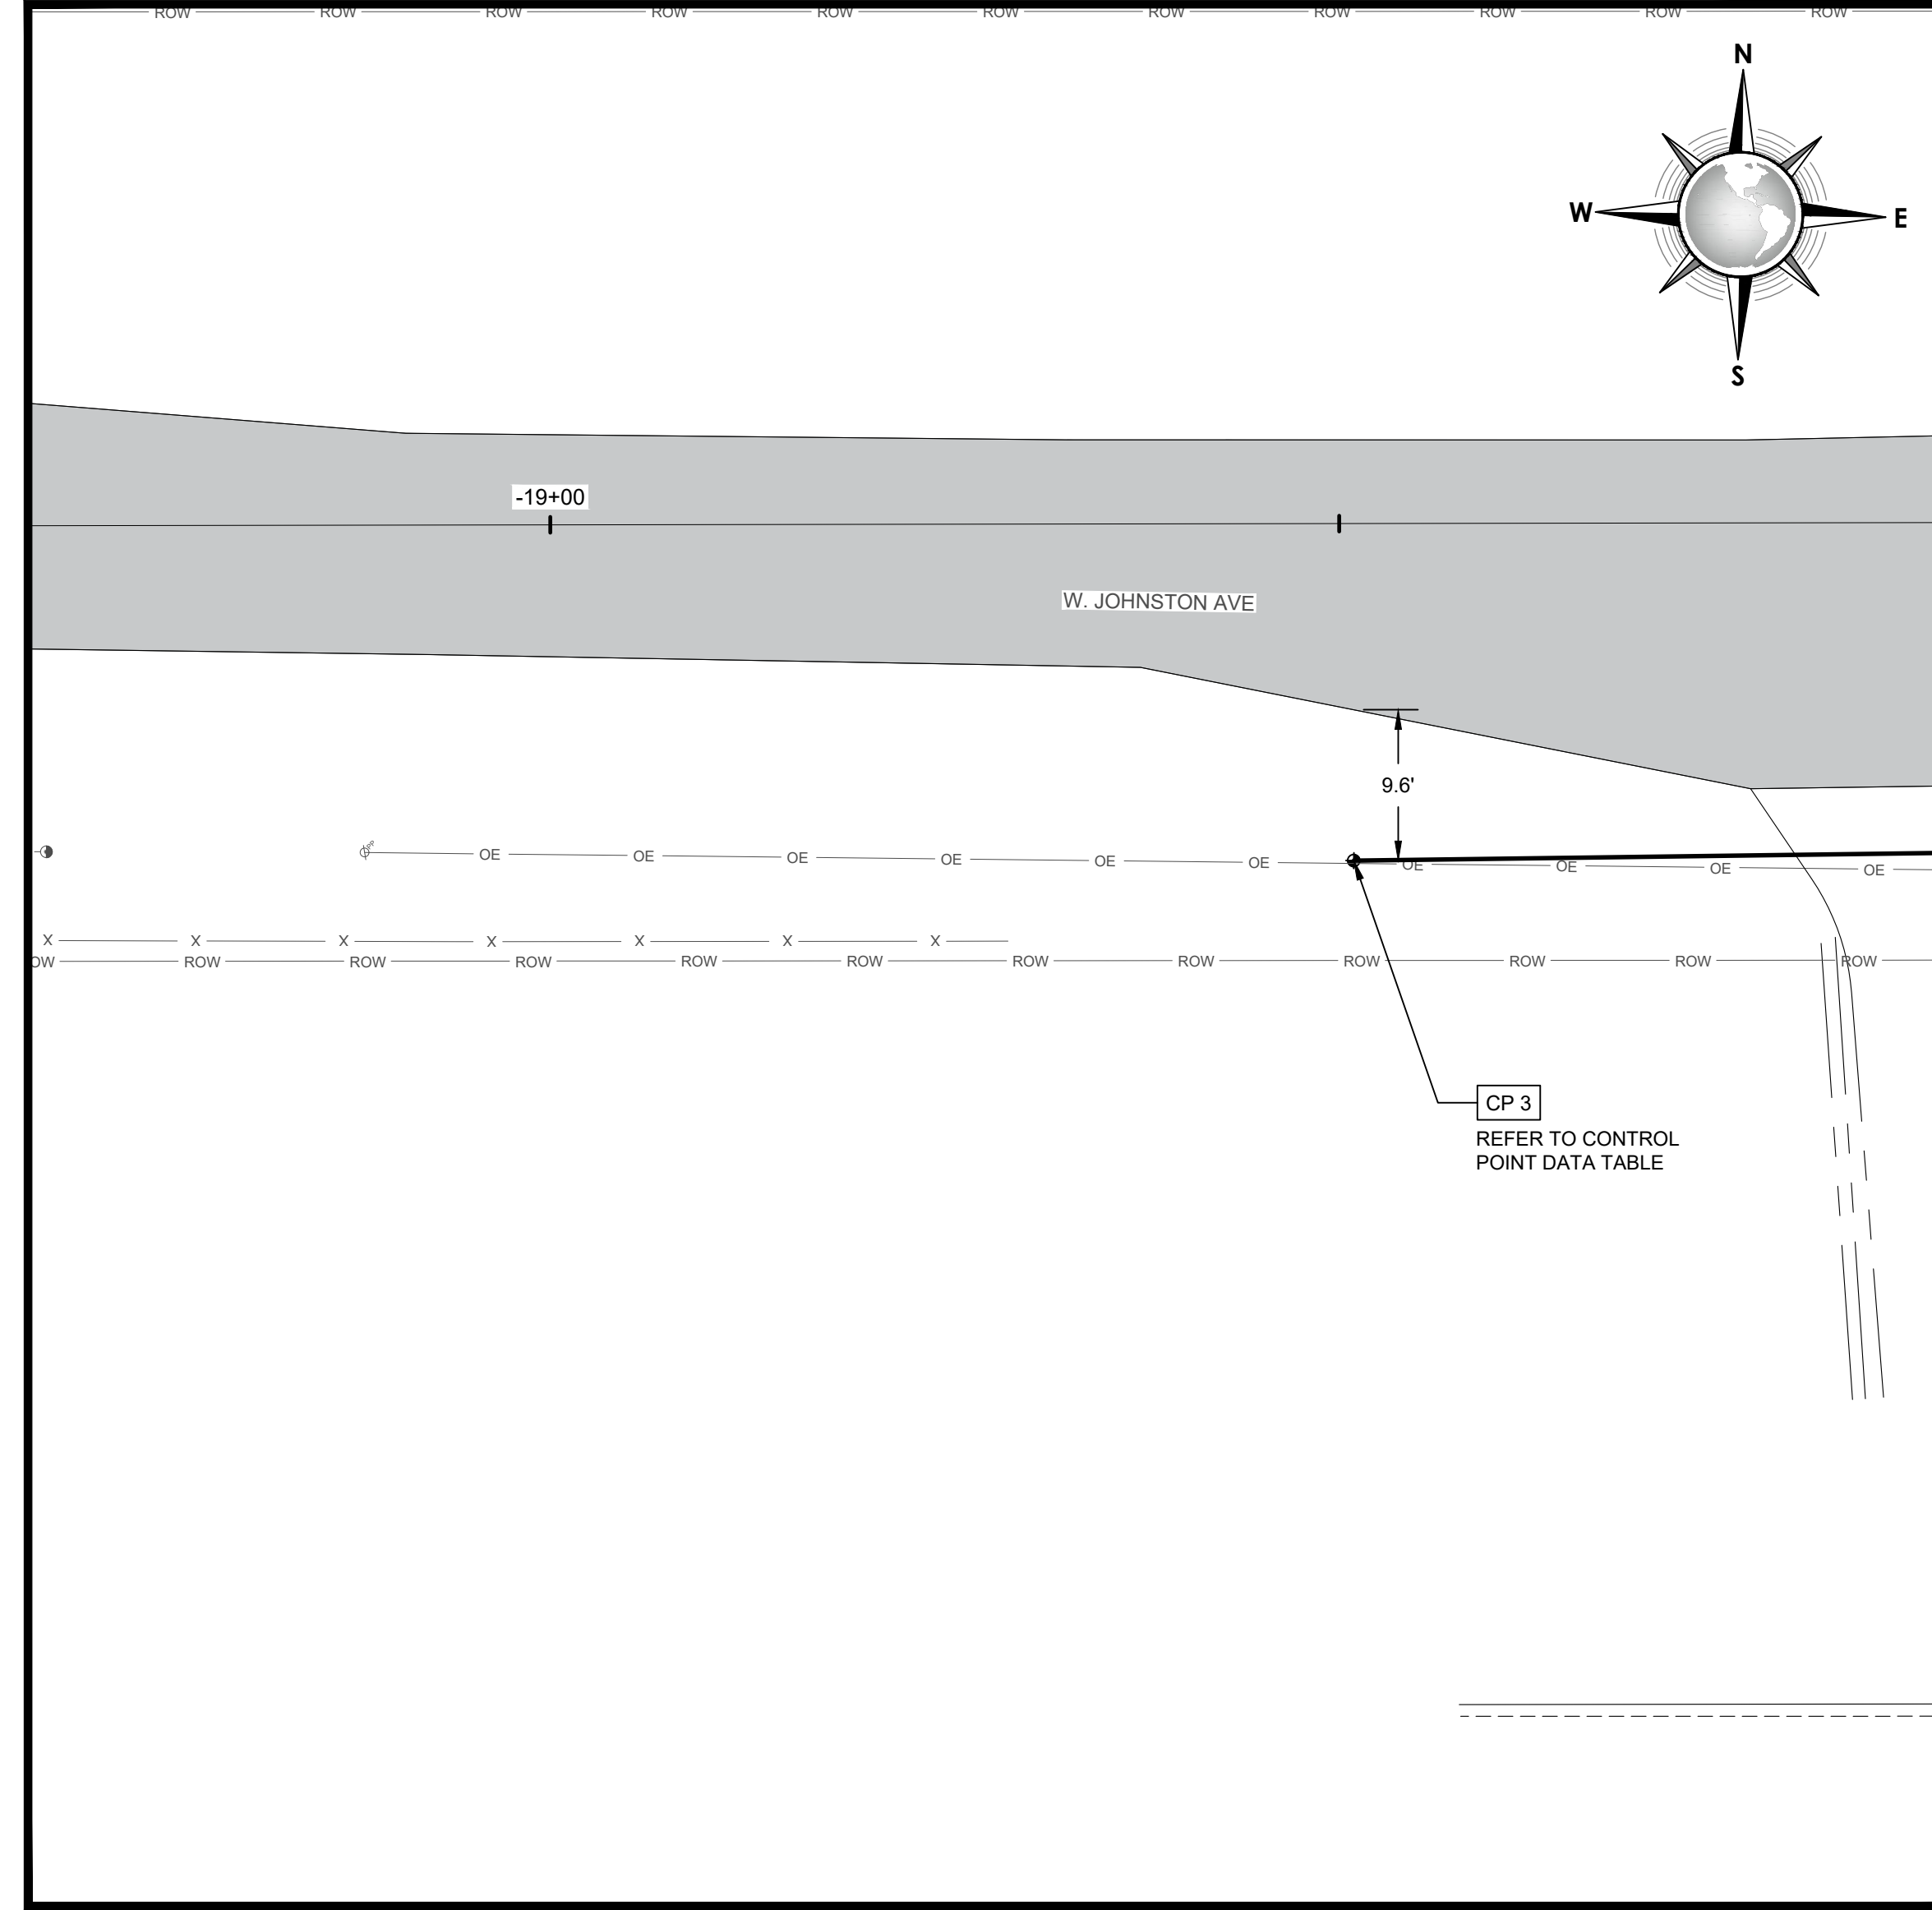 ROW ROW ROW ROW ROW ROW ROW ROW ROW ROW ROW
N
W
E
S
-19+00
W. JOHNSTON AVE
9.6'
PP
OE OE OE OE OE OE OE OE OE OE
X X X X X X X
OW ROW ROW ROW ROW ROW ROW ROW ROW ROW ROW ROW
CP 3
REFER TO CONTROL
POINT DATA TABLE